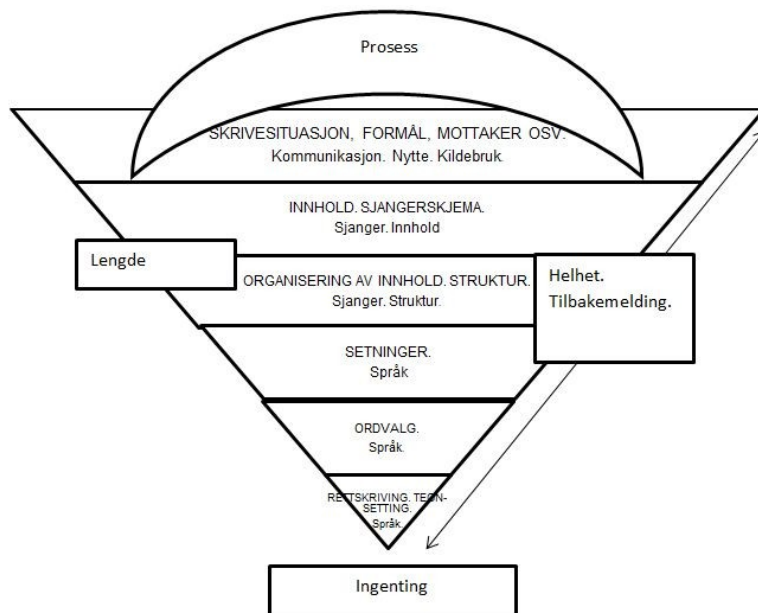 Prosess
SKRIVESITUASJON, FORMÅL, MOTTAKER OSV.
Kommunikasjon. Nytte. Kildebruk.
INNHOLD. SJANGERSKJEMA.
Sjanger. Innhold
Lengde
ORGANISERING AV INNHOLD. STRUKTUR.
Sjanger. Struktur.
Helhet.
Tilbakemelding.
SETNINGER.
Språk
ORDVALG.
Språk.
RETTSKRIVING. TEGN-
SETTING.
Språk.
Ingenting